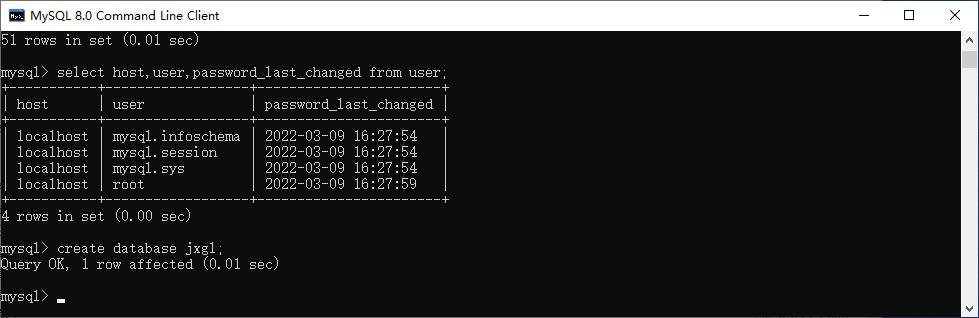 MySQL 8.0 Command Line Client
51 rows in set (0.01 sec)
mysql> select host,user,password_last_changed from user;
+-----------+------------------+-----------------------+
| host      | user             | password_last_changed |
+-----------+------------------+-----------------------+
| localhost | mysql.infoschema | 2022-03-09 16:27:54   |
| localhost | mysql.session    | 2022-03-09 16:27:54   |
| localhost | mysql.sys        | 2022-03-09 16:27:54   |
| localhost | root             | 2022-03-09 16:27:59   |
+-----------+------------------+-----------------------+
4 rows in set (0.00 sec)
mysql> create database jxgl;
Query OK, 1 row affected (0.01 sec)
mysql>